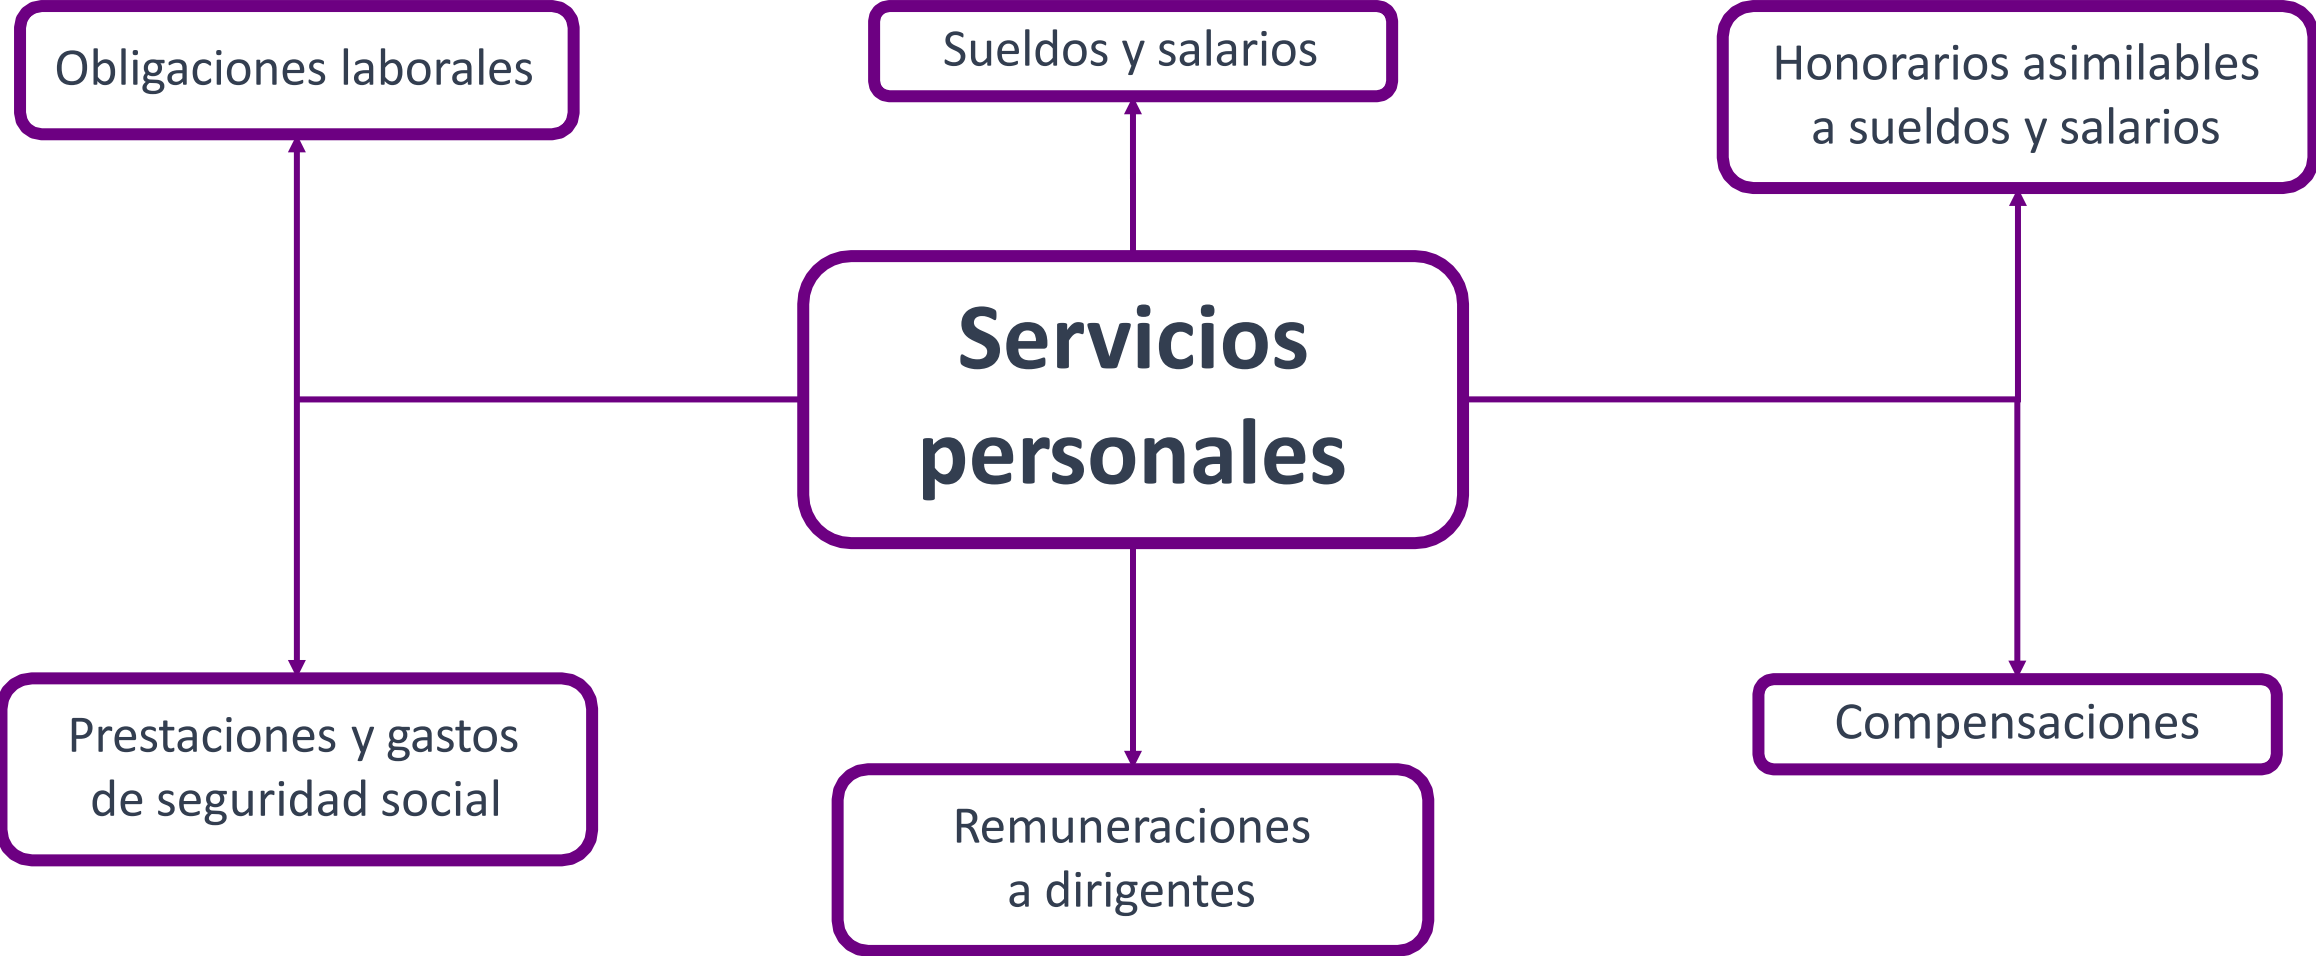 Obligaciones laborales
Sueldos y salarios
Honorarios asimilables
a sueldos y salarios
Servicios
personales
Prestaciones y gastos
de seguridad social
Remuneraciones
a dirigentes
Compensaciones